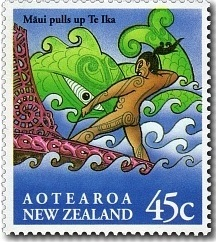 Māui pulls up Te Ika
AOTEAROA
NEW ZEALAND
45c